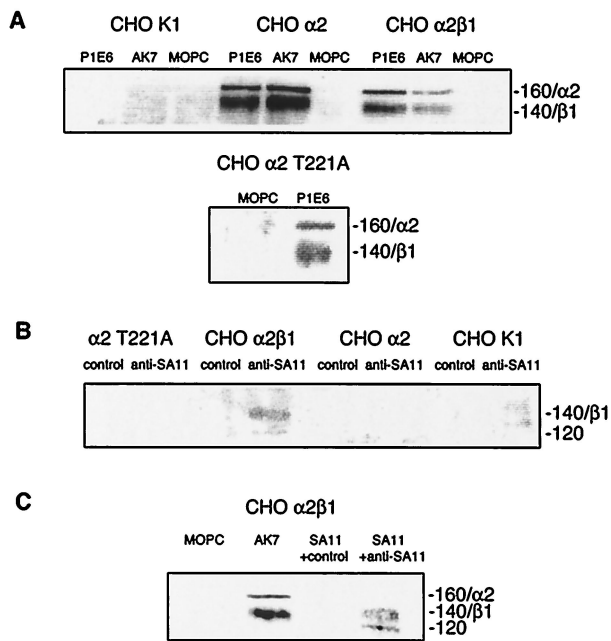 A
CHO K1 CHO α2 CHO α2β1
P1E6 AK7 MOPC P1E6 AK7 MOPC P1E6 AK7 MOPC
-160/α2
-140/β1
CHO α2 T221A
MOPC P1E6
-160/α2
-140/β1
B
α2 T221A CHO α2β1 CHO α2 CHO K1
control anti-SA11 control anti-SA11 control anti-SA11 control anti-SA11
-140/β1
-120
C
CHO α2β1
MOPC AK7 SA11 SA11
+control +anti-SA11
-160/α2
-140/β1
-120